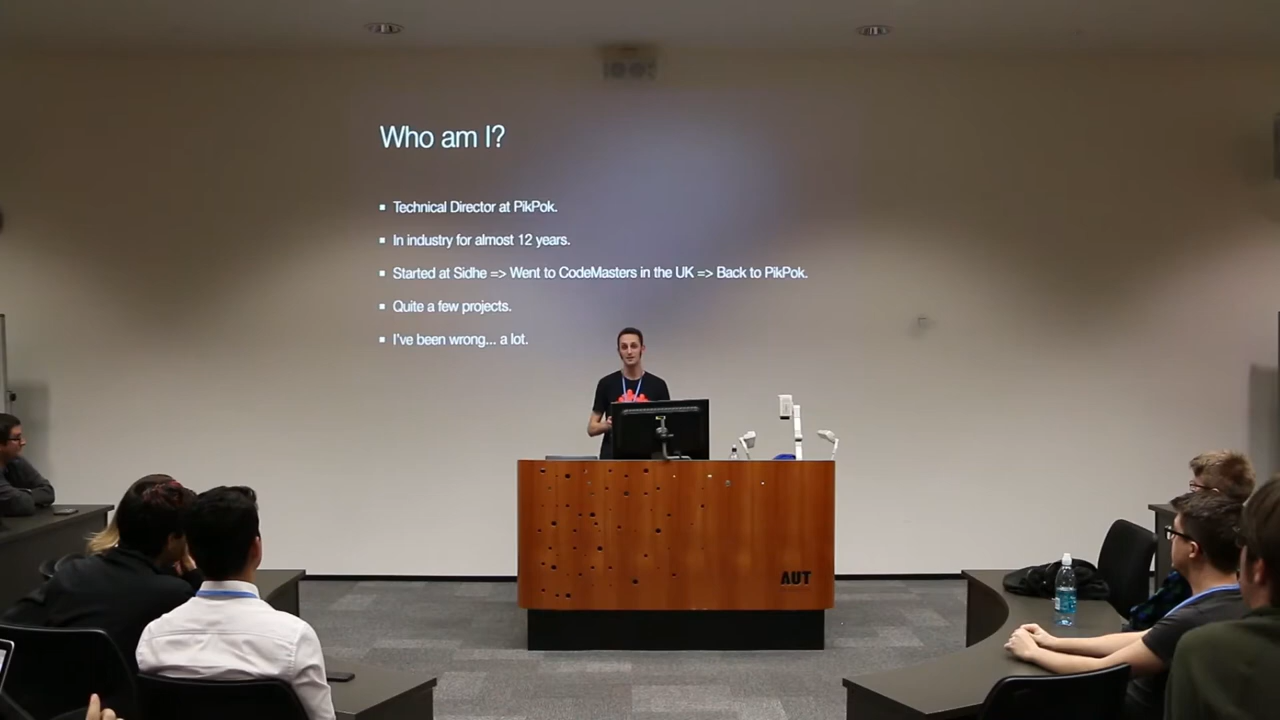 Who am I?
Technical Director at PikPok.
In industry for almost 12 years.
Started at Sidhe => Went to CodeMasters in the UK => Back to PikPok.
Quite a few projects.
I've been wrong... a lot.
AUT